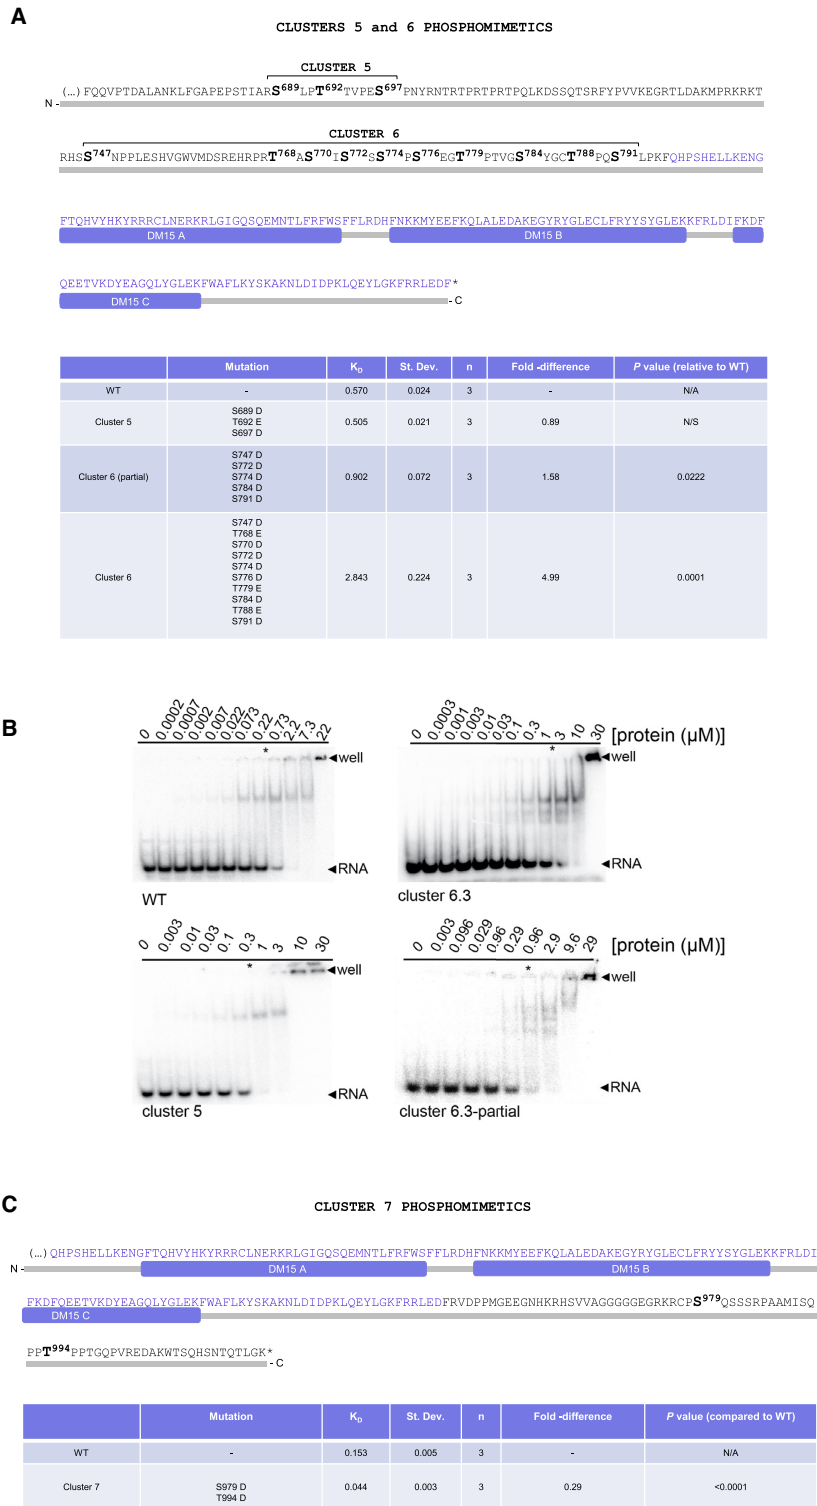 A
CLUSTERS 5 and 6 PHOSPHOMIMETICS
CLUSTER 5
(…) FQQVPTDALANKLFGAPEPSTIARS689LPT692TVPES697PNYRNTRTPRTPRTPQLKDSSQTSRFYPVVKEGRTLDAKMPRKRKT
N -
CLUSTER 6
RHSS747NPPLESHVGWVMDSREHRPRT768AS770IS772SS774PS776EGT779PTVGS784YGCT788PQS791LPKFQHPSHELLKENG
FTQHVYHKYRRRCLNERKRLGIGQSQEMNTLFRFWSFFLRDHFNKKMYEEFKQLALEDAKEGYRYGLECLFRYYSYGLEKKFRLDIFKDF
DM15 A DM15 B
QEETVKDYEAGQLYGLEKFWAFLKYSKAKNLDIDPKLQEYLGKFRRLEDF*
DM15 C - C
Mutation KD St. Dev. n Fold -difference P value (relative to WT)
WT - 0.570 0.024 3 - N/A
S689 D
Cluster 5 T692 E 0.505 0.021 3 0.89 N/S
S697 D
S747 D
S772 D
Cluster 6 (partial) S774 D 0.902 0.072 3 1.58 0.0222
S784 D
S791 D
S747 D
T768 E
S770 D
S772 D
S774 D
Cluster 6 S776 D 2.843 0.224 3 4.99 0.0001
T779 E
S784 D
T788 E
S791 D
B
0 0.0002 0.0007 0.002 0.007 0.022 0.073 0.22 0.73 2.2 7.3 22
*
◄well
◄RNA
WT
0 0.0003 0.001 0.003 0.01 0.03 0.1 0.3 1 3 10 30 [protein (µM)]
*
◄well
◄RNA
cluster 6.3
0 0.003 0.01 0.03 0.1 0.3 1 3 10 30
*
◄well
◄RNA
cluster 5
0 0.003 0.096 0.029 0.96 0.29 0.96 2.9 9.6 29 [protein (µM)]
*
◄well
◄RNA
cluster 6.3-partial
C
CLUSTER 7 PHOSPHOMIMETICS
(…) QHPSHELLKENGFTQHVYHKYRRRCLNERKRLGIGQSQEMNTLFRFWSFFLRDHFNKKMYEEFKQLALEDAKEGYRYGLECLFRYYSYGLEKKFRLDI
N - DM15 A DM15 B
FKDFQEETVKDYEAGQLYGLEKFWAFLKYSKAKNLDIDPKLQEYLGKFRRLEDFRVDPPMGEEGNHKRHSVVAGGGGGEGRKRCPS979QSSSRPAAMISQ
DM15 C
PPT994PPTGQPVREDAKWTSQHSNTQTLGK*
- C
Mutation KD St. Dev. n Fold -difference P value (compared to WT)
WT - 0.153 0.005 3 - N/A
Cluster 7 S979 D 0.044 0.003 3 0.29 <0.0001
T994 D